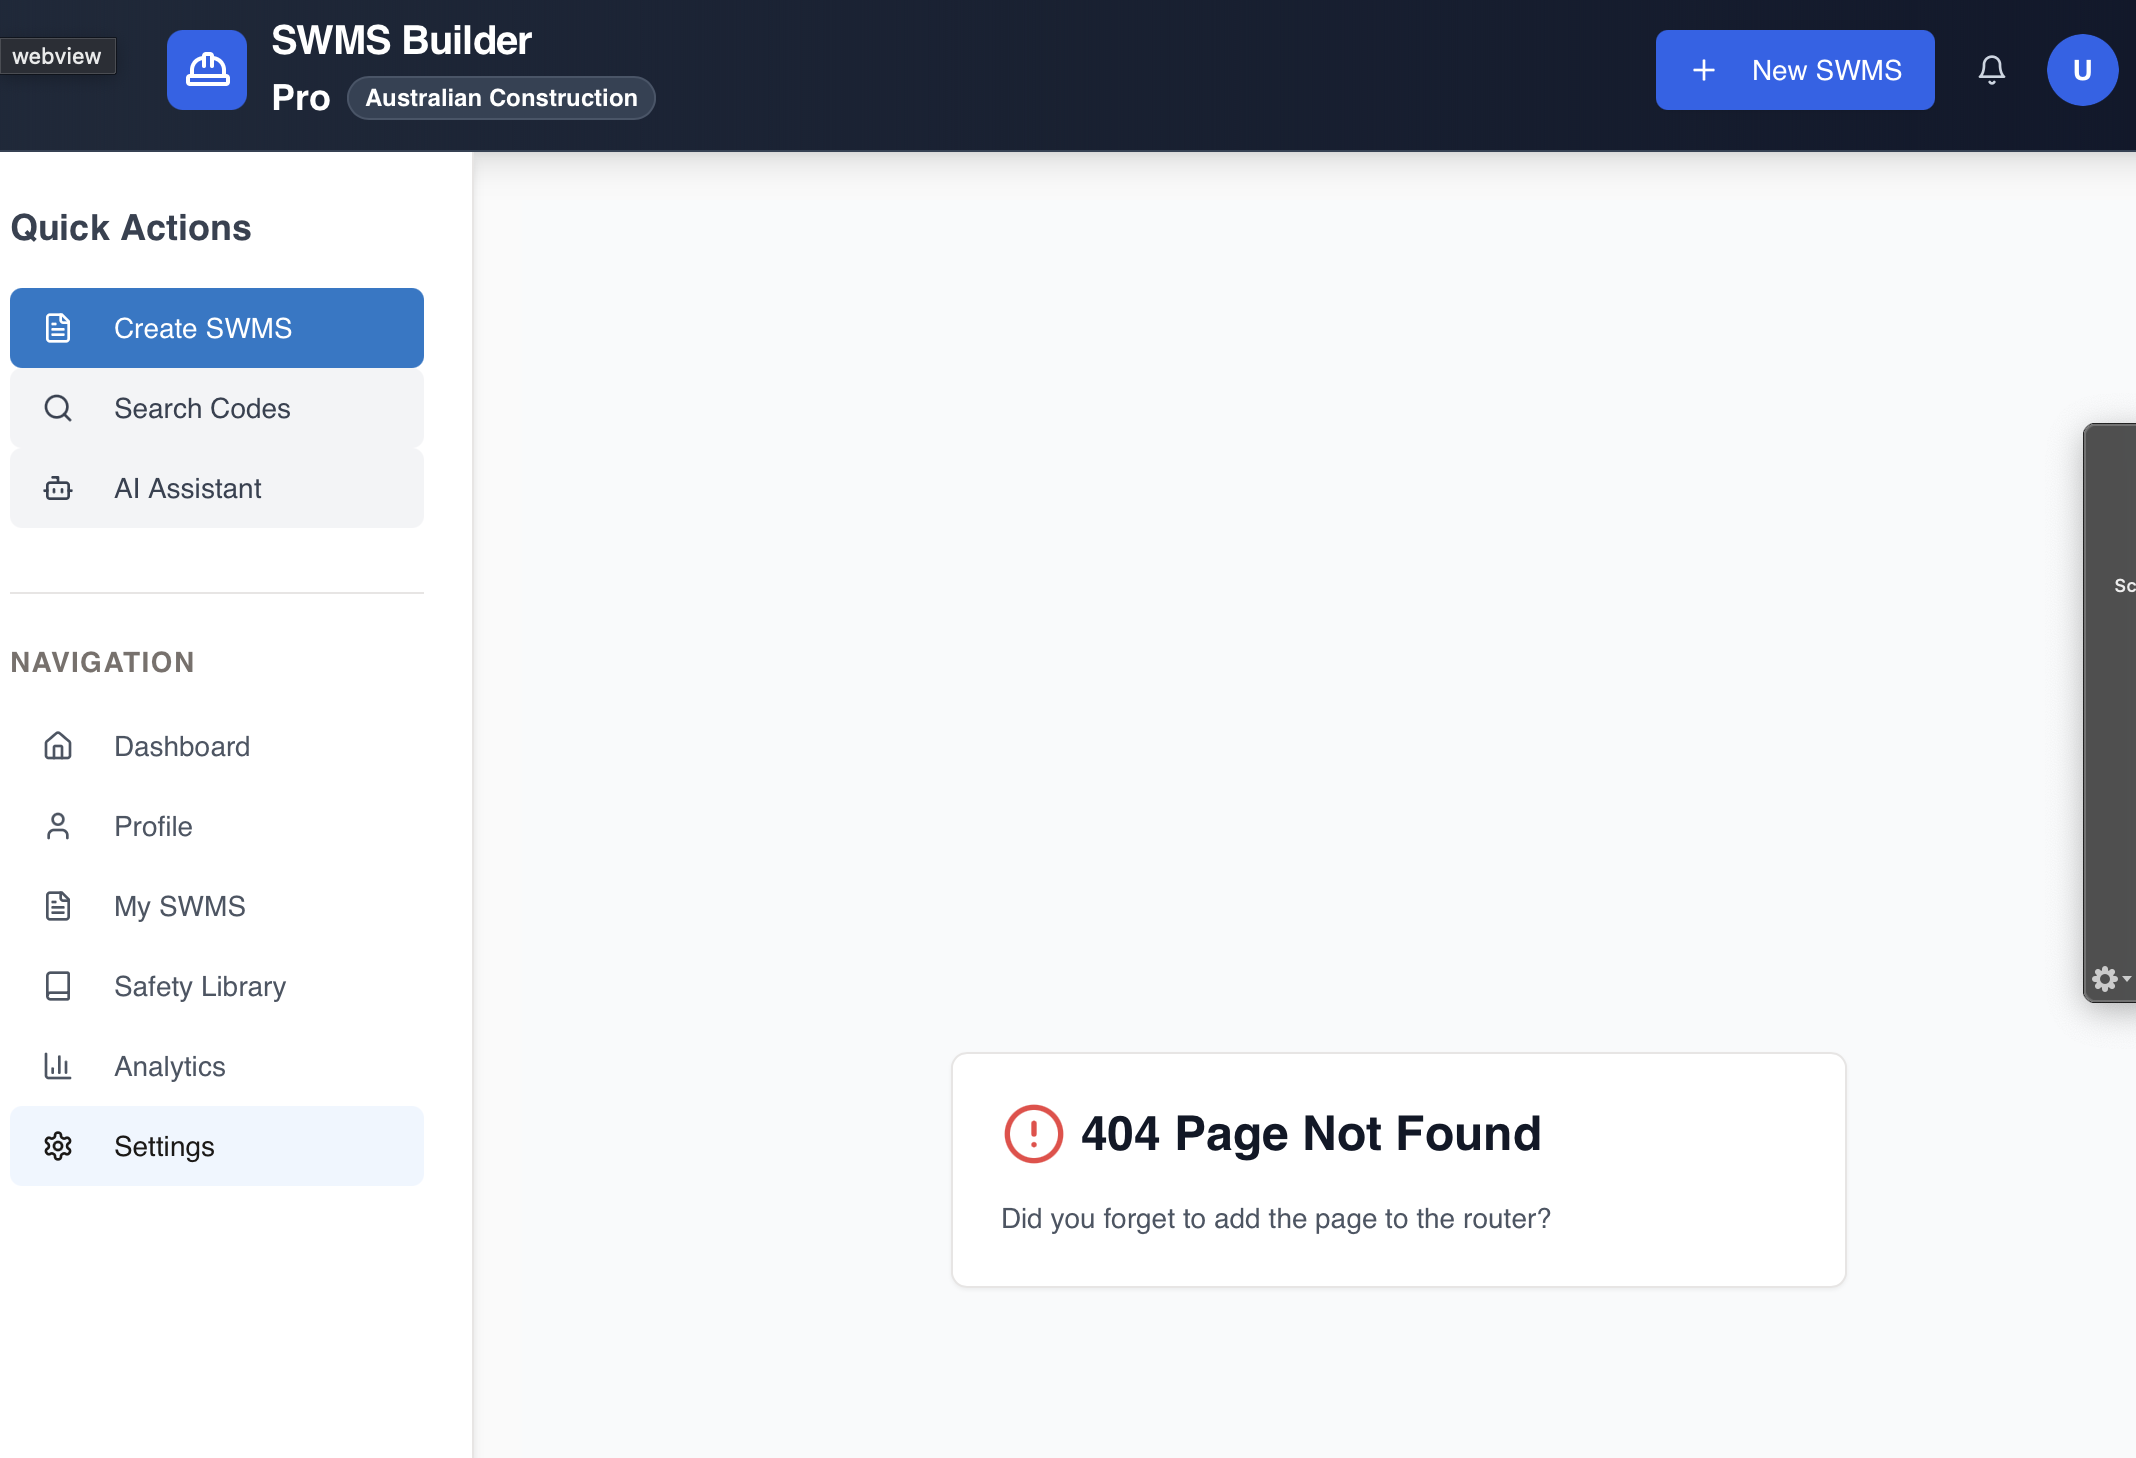 webview
SWMS Builder
Pro
Australian Construction
New SWMS
U
Quick Actions
Create SWMS
Search Codes
AI Assistant
NAVIGATION
Dashboard
Profile
My SWMS
Safety Library
Analytics
Settings
Sc
404 Page Not Found
Did you forget to add the page to the router?